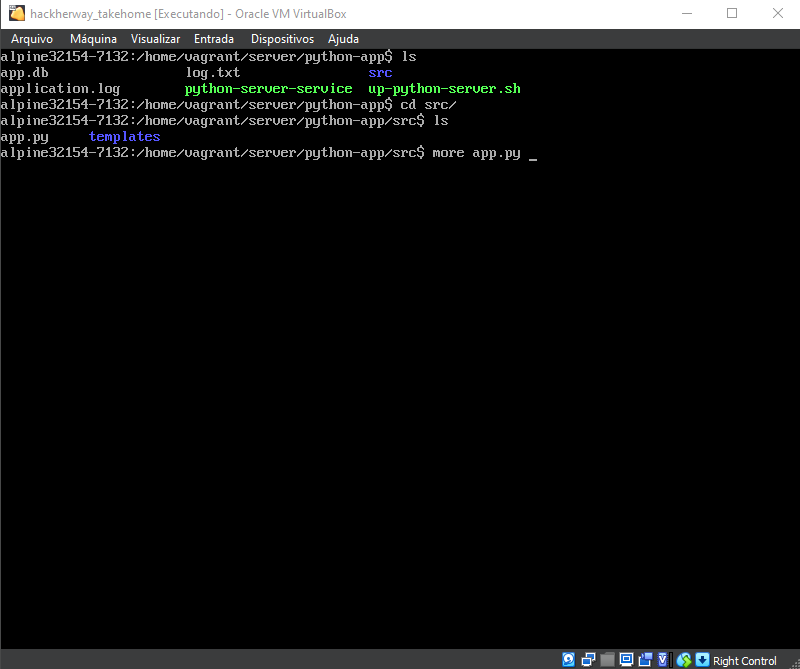 hackherway_takehome [Executando] - Oracle VM VirtualBox
Arquivo Máquina Visualizar Entrada Dispositivos Ajuda
alpine32154-7132:/home/vagrant/server/python-app$ ls
app.db log.txt src
application.log python-server-service up-python-server.sh
alpine32154-7132:/home/vagrant/server/python-app$ cd src/
alpine32154-7132:/home/vagrant/server/python-app/src$ ls
app.py templates
alpine32154-7132:/home/vagrant/server/python-app/src$ more app.py _
Right Control